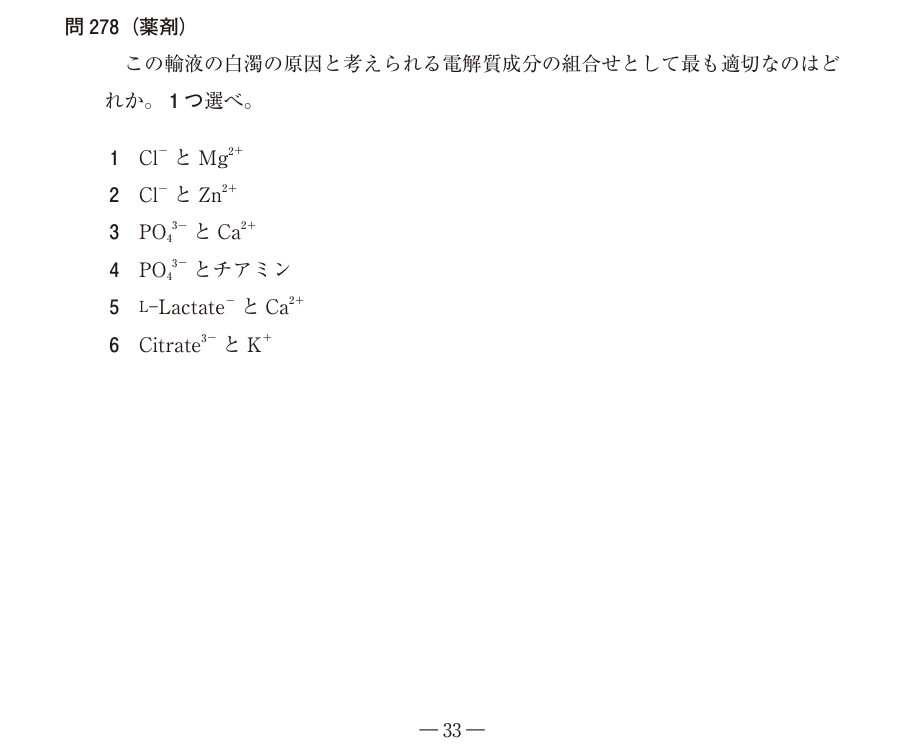 問 278（薬剤）
この輸液の白濁の原因と考えられる電解質成分の組合せとして最も適切なのはど
れか。1つ選べ。
1 Cl⁻ と Mg²⁺
2 Cl⁻ と Zn²⁺
3 PO₄³⁻ と Ca²⁺
4 PO₄³⁻ とチアミン
5 L-Lactate⁻ と Ca²⁺
6 Citrate³⁻ と K⁺
— 33 —